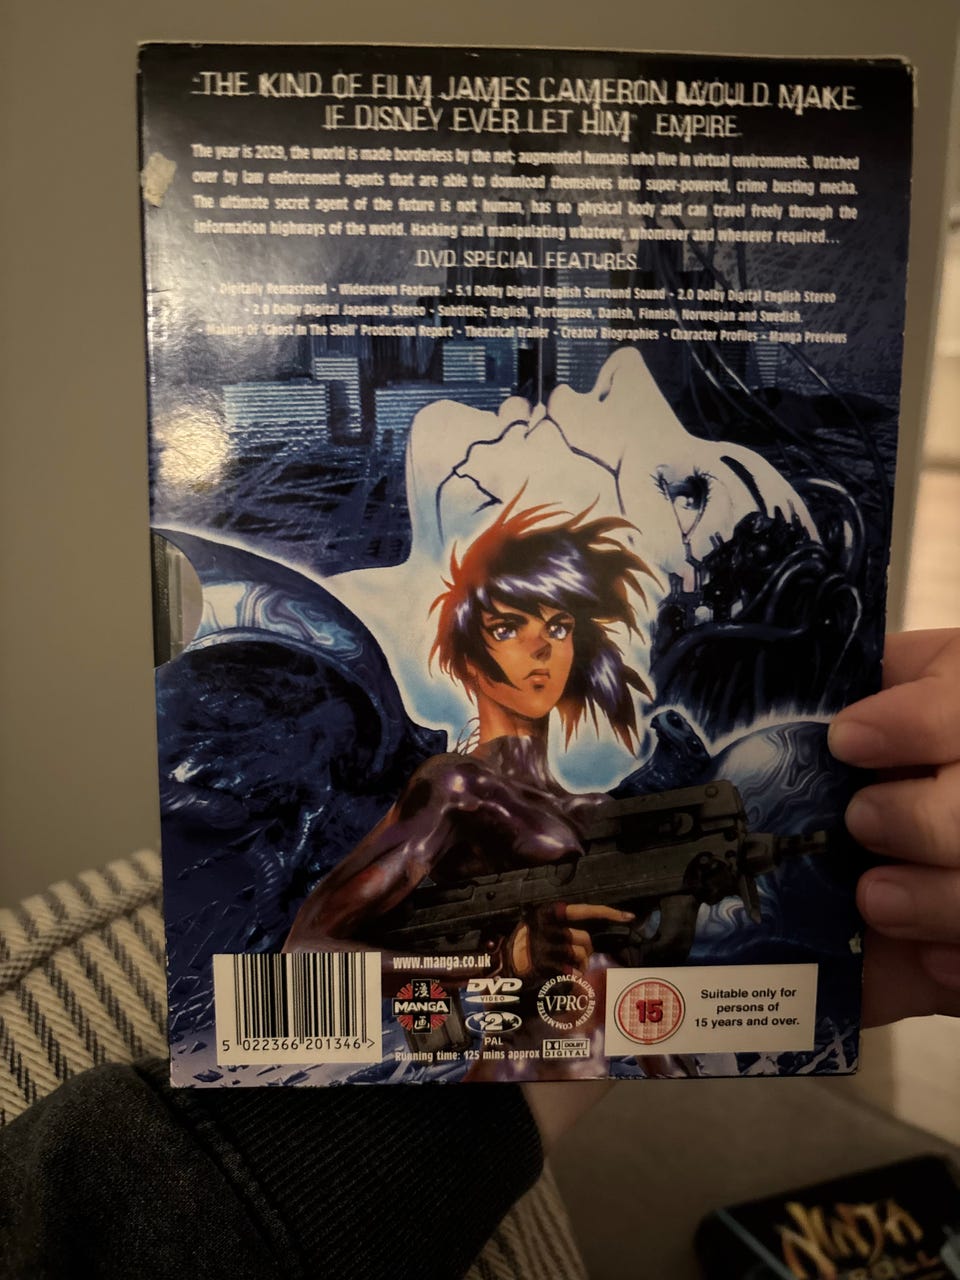 "THE KIND OF FILM JAMES CAMERON WOULD MAKE
IF DISNEY EVER LET HIM" EMPIRE
The year is 2029, the world is made borderless by the net; augmented humans who live in virtual environments. Watched
over by law enforcement agents that are able to download themselves into super-powered, crime busting mecha.
The ultimate secret agent of the future is not human, has no physical body and can travel freely through the
information highways of the world. Hacking and manipulating whatever, whomever and whenever required...
DVD SPECIAL FEATURES
Digitally Remastered - Widescreen Feature - 5.1 Dolby Digital English Surround Sound - 2.0 Dolby Digital English Stereo
- 2.0 Dolby Digital Japanese Stereo - Subtitles; English, Portuguese, Danish, Finnish, Norwegian and Swedish.
Making Of 'Ghost In The Shell' Production Report - Theatrical Trailer - Creator Biographies - Character Profiles - Manga Previews
www.manga.co.uk
MANGA
DVD
VIDEO
2
PAL
VIDEO PACKAGING REVIEW COMMITTEE
VPRC
DOLBY
DIGITAL
Running time: 125 mins approx
5 022366 201346 >
15
Suitable only for
persons of
15 years and over.
NINJA